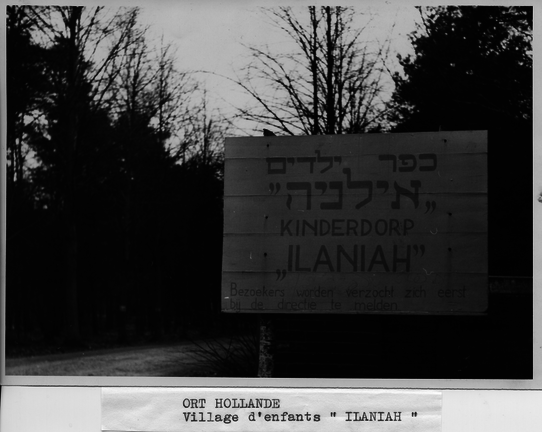 כפר ילדים
„אילניה"
KINDERDORP
„ILANIAH"
Bezoekers worden verzocht zich eerst
bij de directie te melden
ORT HOLLANDE
Village d'enfants " ILANIAH "